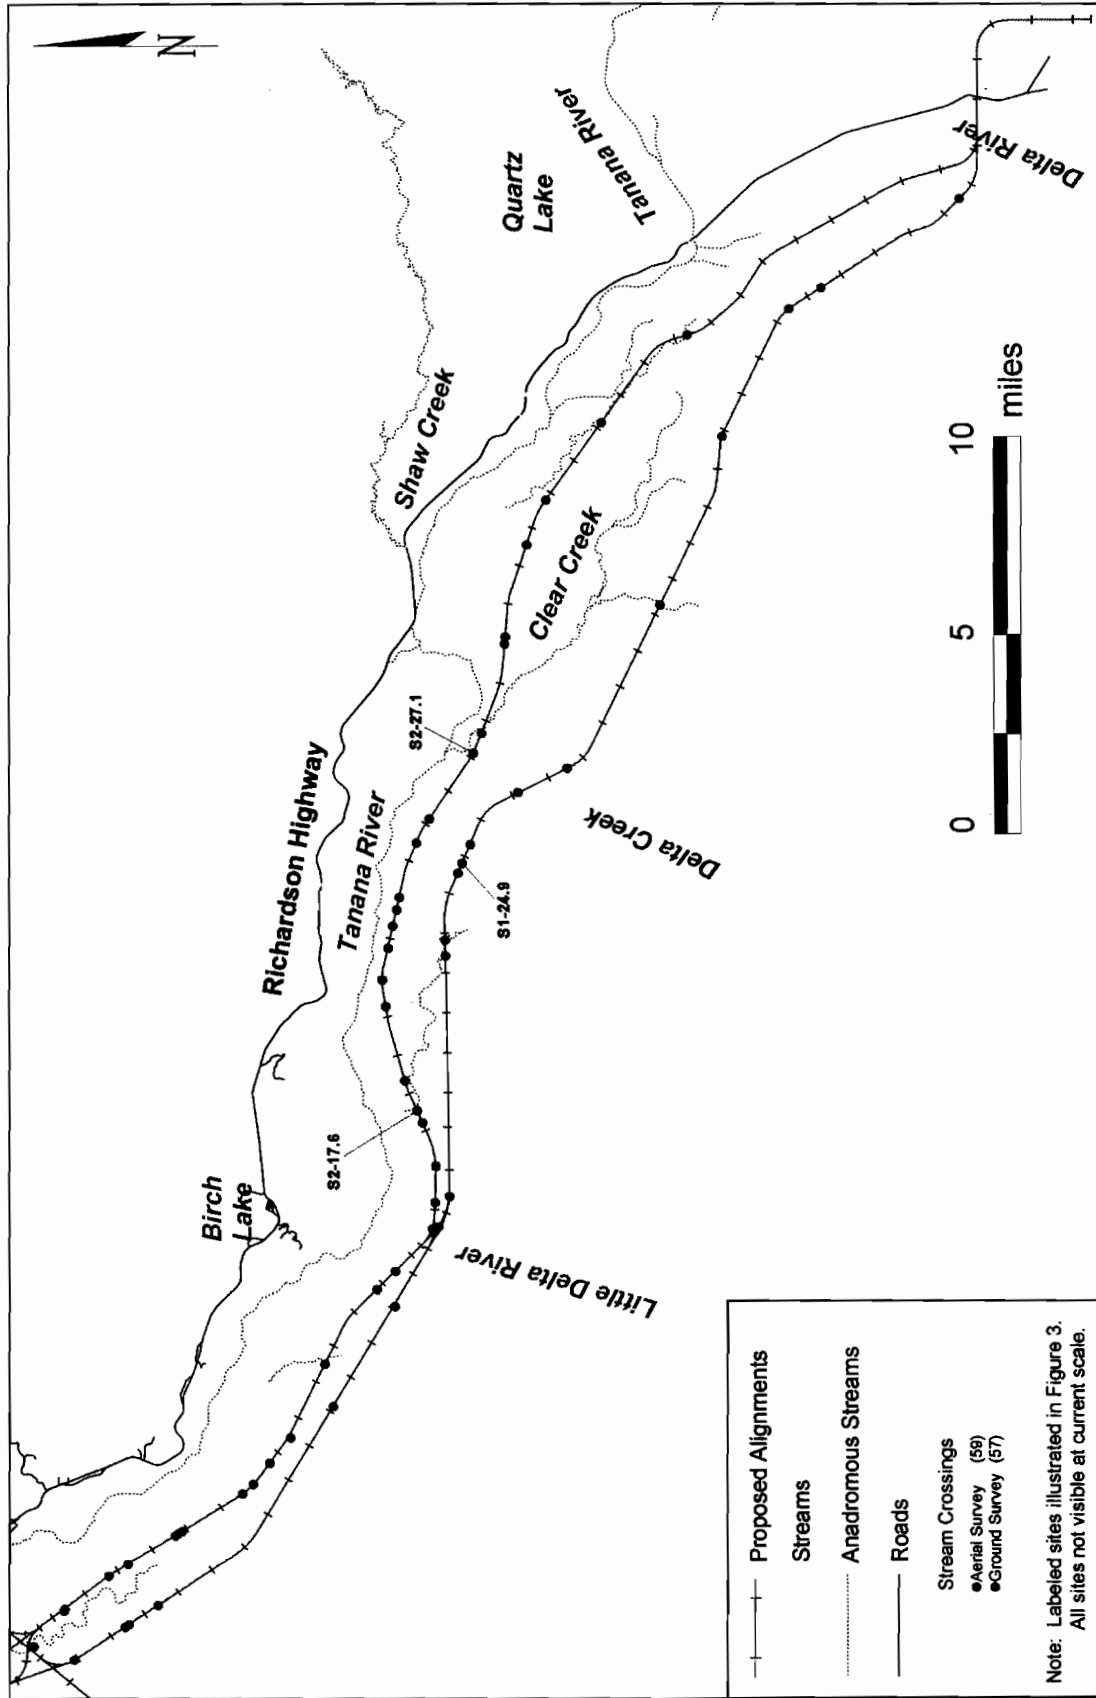 N
Quartz
Lake
Tanana River
Delta River
Shaw Creek
Clear Creek
S2-27.1
Richardson Highway
Tanana River
Delta Creek
S1-24.9
S2-17.6
Birch
Lake
Little Delta River
0 5 10
miles
Proposed Alignments
Streams
Anadromous Streams
Roads
Stream Crossings
Aerial Survey (59)
Ground Survey (57)
Note: Labeled sites illustrated in Figure 3.
All sites not visible at current scale.